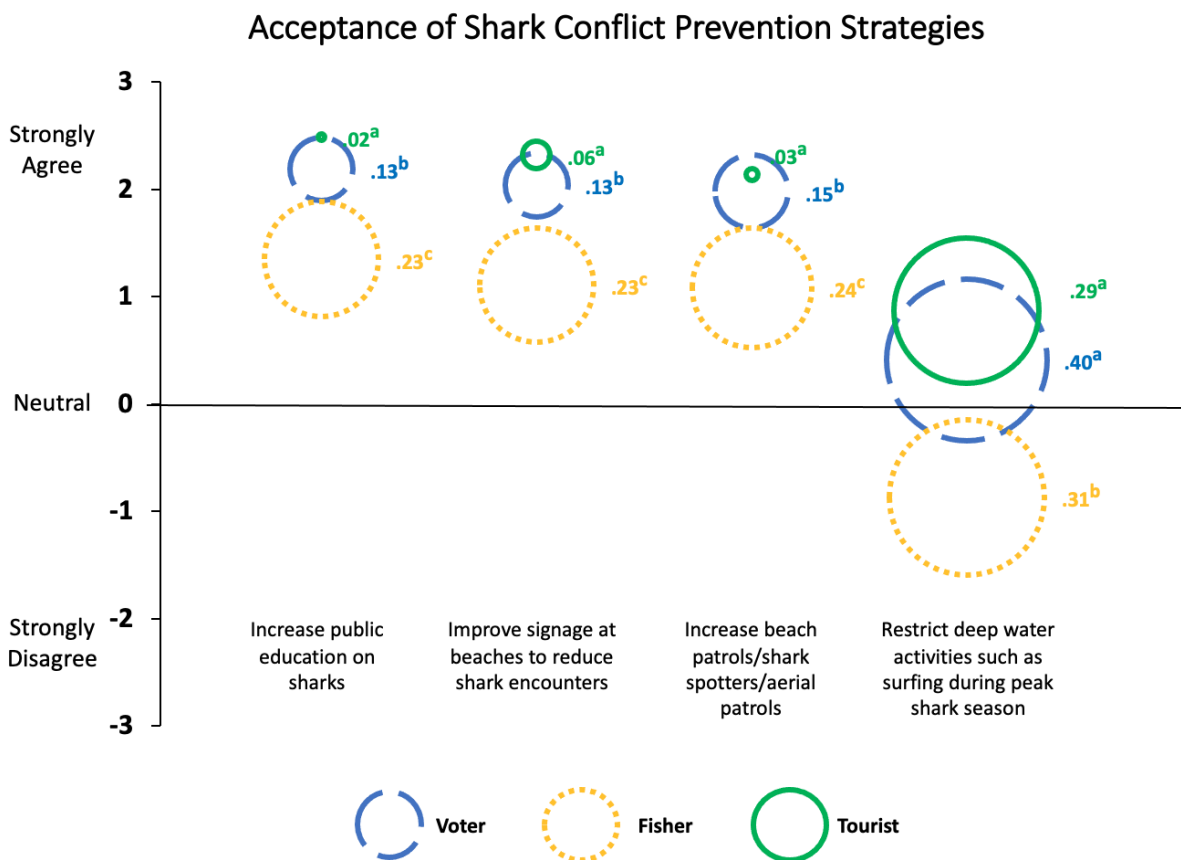 Acceptance of Shark Conflict Prevention Strategies
3
Strongly
Agree
2
1
Neutral
0
-1
-2
Strongly
Disagree
-3
.02a
.13b
.23c
.06a
.13b
.23c
.03a
.15b
.24c
.29a
.40a
.31b
Increase public
education on
sharks
Improve signage at
beaches to reduce
shark encounters
Increase beach
patrols/shark
spotters/aerial
patrols
Restrict deep water
activities such as
surfing during peak
shark season
Voter
Fisher
Tourist